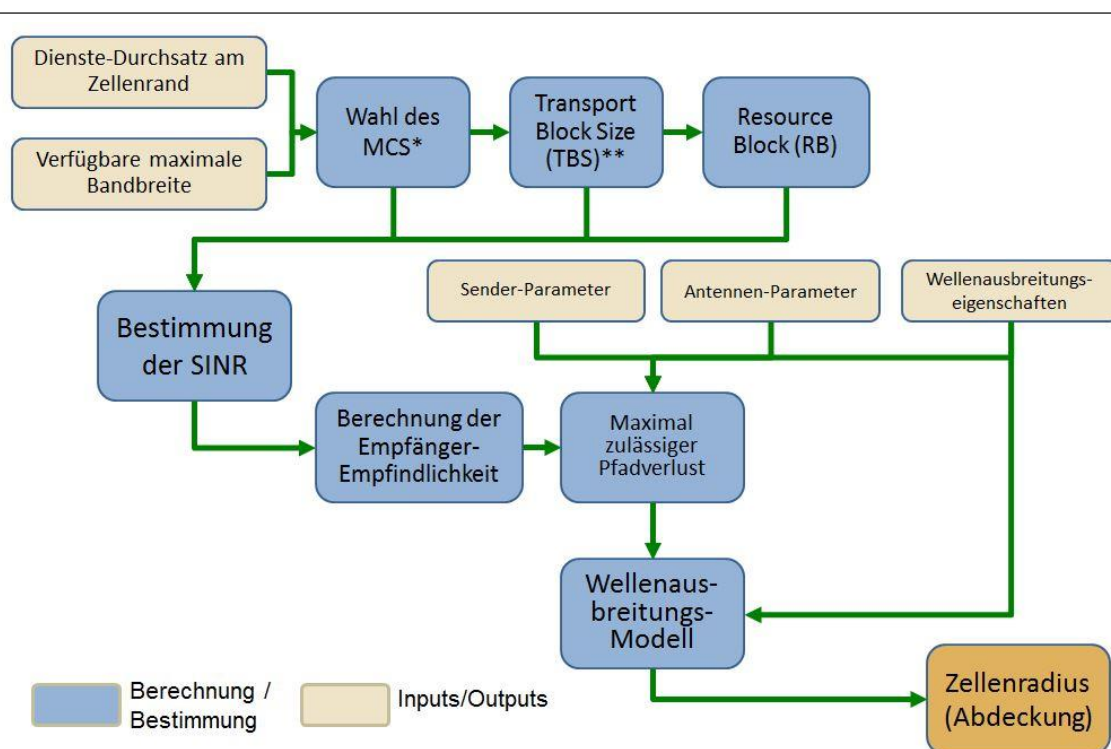 Dienste-Durchsatz am
Zellenrand
Verfügbare maximale
Bandbreite
Wahl des
MCS*
Transport
Block Size
(TBS)**
Resource
Block (RB)
Sender-Parameter
Antennen-Parameter
Wellenausbreitungs-
eigenschaften
Bestimmung
der SINR
Berechnung der
Empfänger-
Empfindlichkeit
Maximal
zulässiger
Pfadverlust
Wellenaus-
breitungs-
Modell
Zellenradius
(Abdeckung)
Berechnung /
Bestimmung
Inputs/Outputs